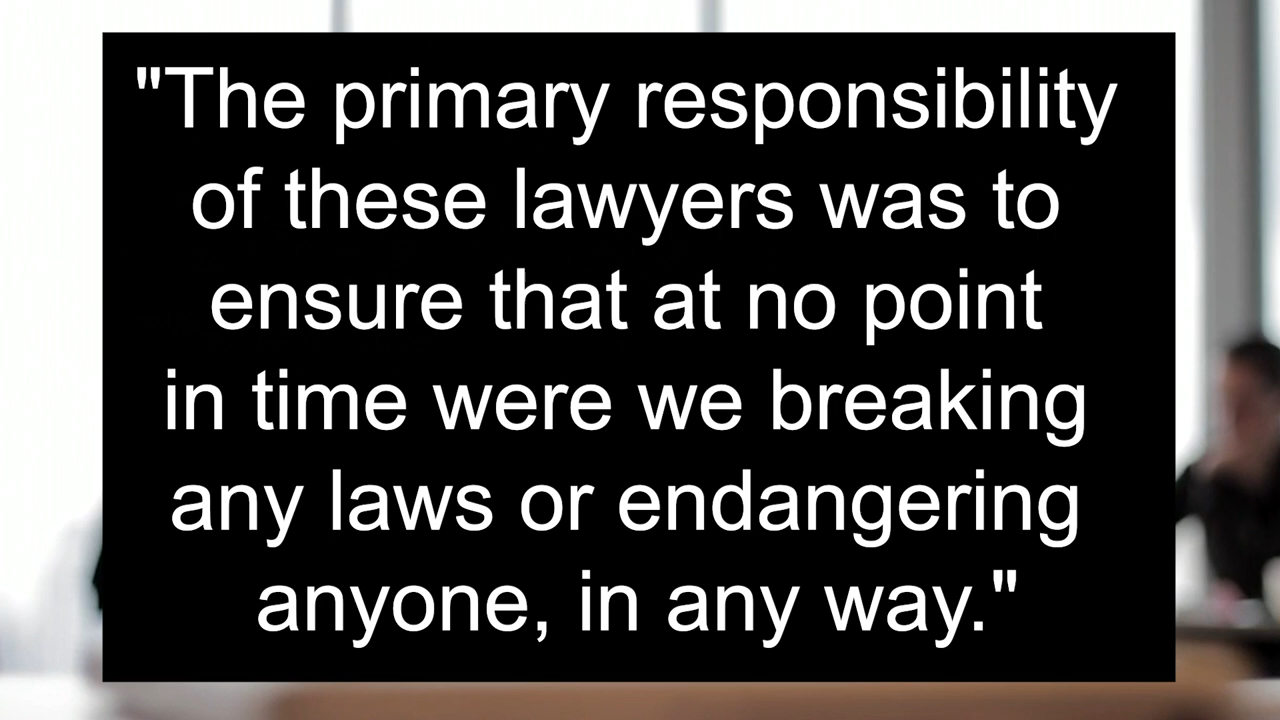 "The primary responsibility
of these lawyers was to
ensure that at no point
in time were we breaking
any laws or endangering
anyone, in any way."